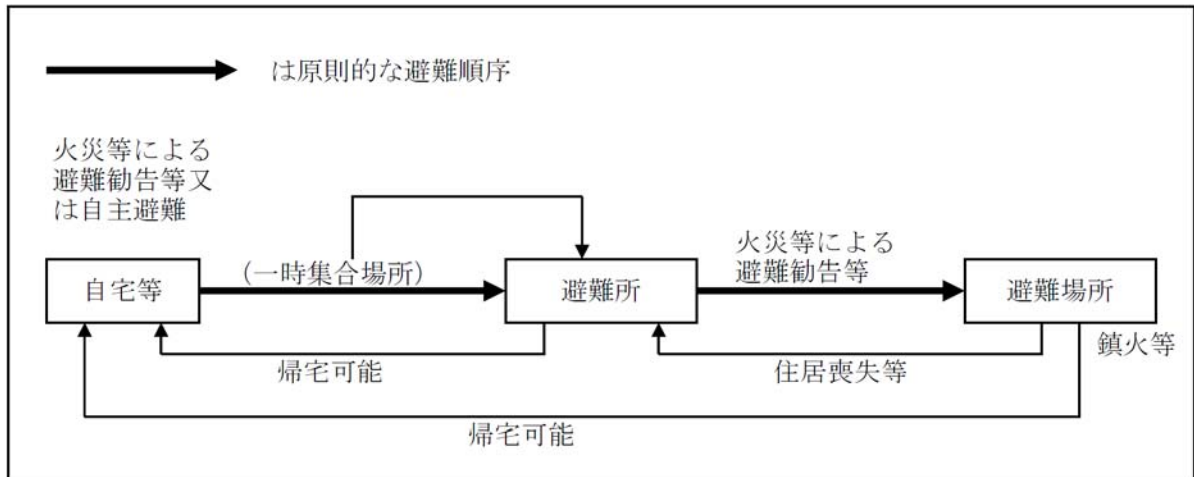 は原則的な避難順序
火災等による
避難勧告等又
は自主避難
自宅等
(一時集合場所)
避難所
火災等による
避難勧告等
避難場所
鎮火等
帰宅可能
住居喪失等
帰宅可能